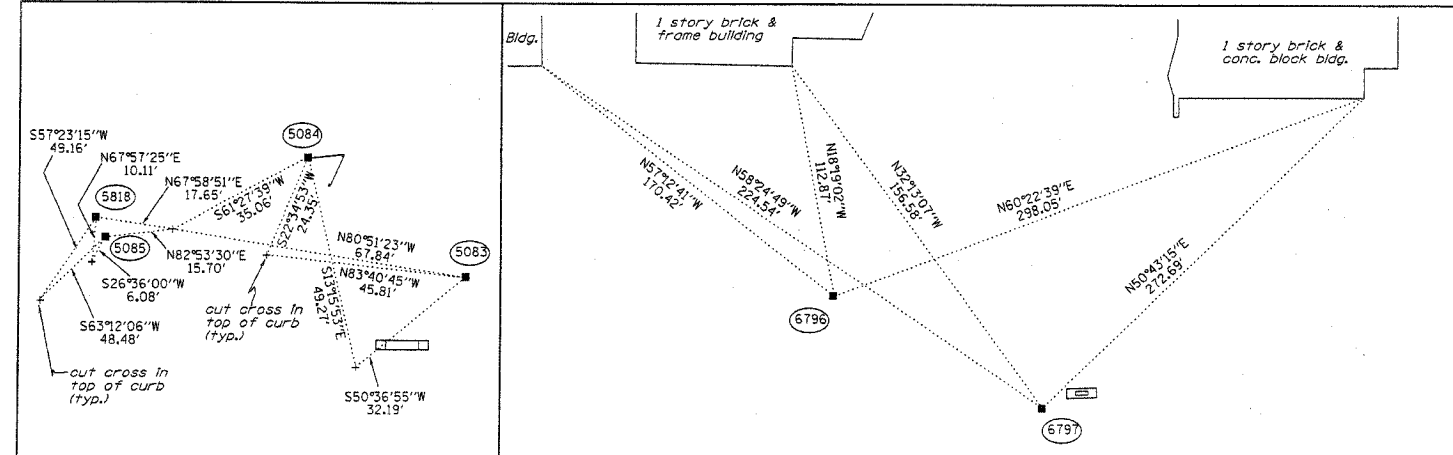 S57°23'15"W
49.16'
N67°57'25"E
10.11'
5818
N67°58'51"E
17.65'
5084
S61°27'39"W
35.06'
S22°34'53"W
24.35'
5085
N82°53'30"E
15.70'
N80°51'23"W
67.84'
5083
S26°36'00"W
6.08'
N83°40'45"W
45.81'
S63°12'06"W
48.48'
cut cross in
top of curb
(typ.)
S13°15'53"E
49.27'
cut cross in
top of curb
(typ.)
S50°36'55"W
32.19'
Bldg.
1 story brick &
frame building
1 story brick &
conc. block bldg.
N57°12'41"W
170.42'
N58°24'49"W
224.54'
N18°19'02"W
112.87'
N32°13'07"W
156.58'
N60°22'39"E
298.05'
N50°43'15"E
272.69'
6796
6797